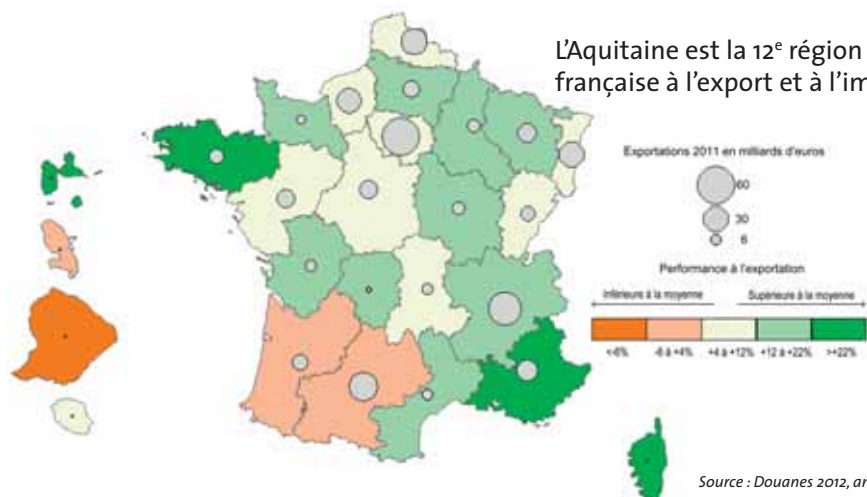 L'Aquitaine est la 12e région
française à l'export et à l'im
Exportations 2011 en milliards d'euros
60
30
6
Performance à l'exportation
Inférieure à la moyenne Supérieure à la moyenne
<-6% -6 à +4% +4 à +12% +12 à +22% >+22%
Source : Douanes 2012, an